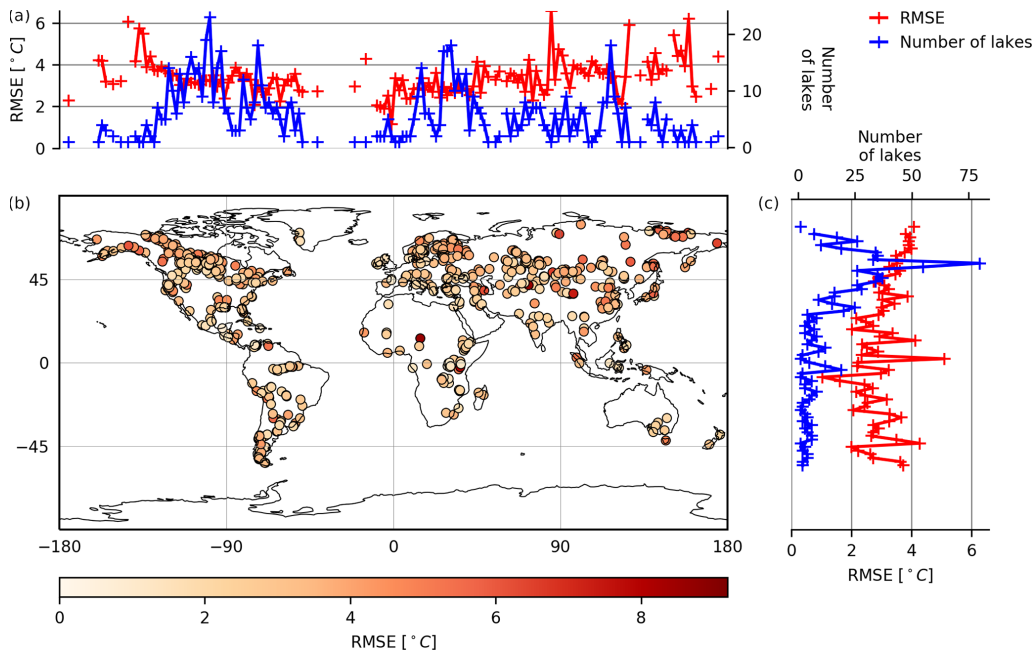 (a)
RMSE [°C]
6
4
2
0
20
10
0
Number
of lakes
RMSE
Number of lakes
(b)
45
0
−45
−180
−90
0
90
180
0
2
4
6
8
RMSE [°C]
Number
of lakes
0
25
50
75
(c)
0
2
4
6
RMSE [°C]